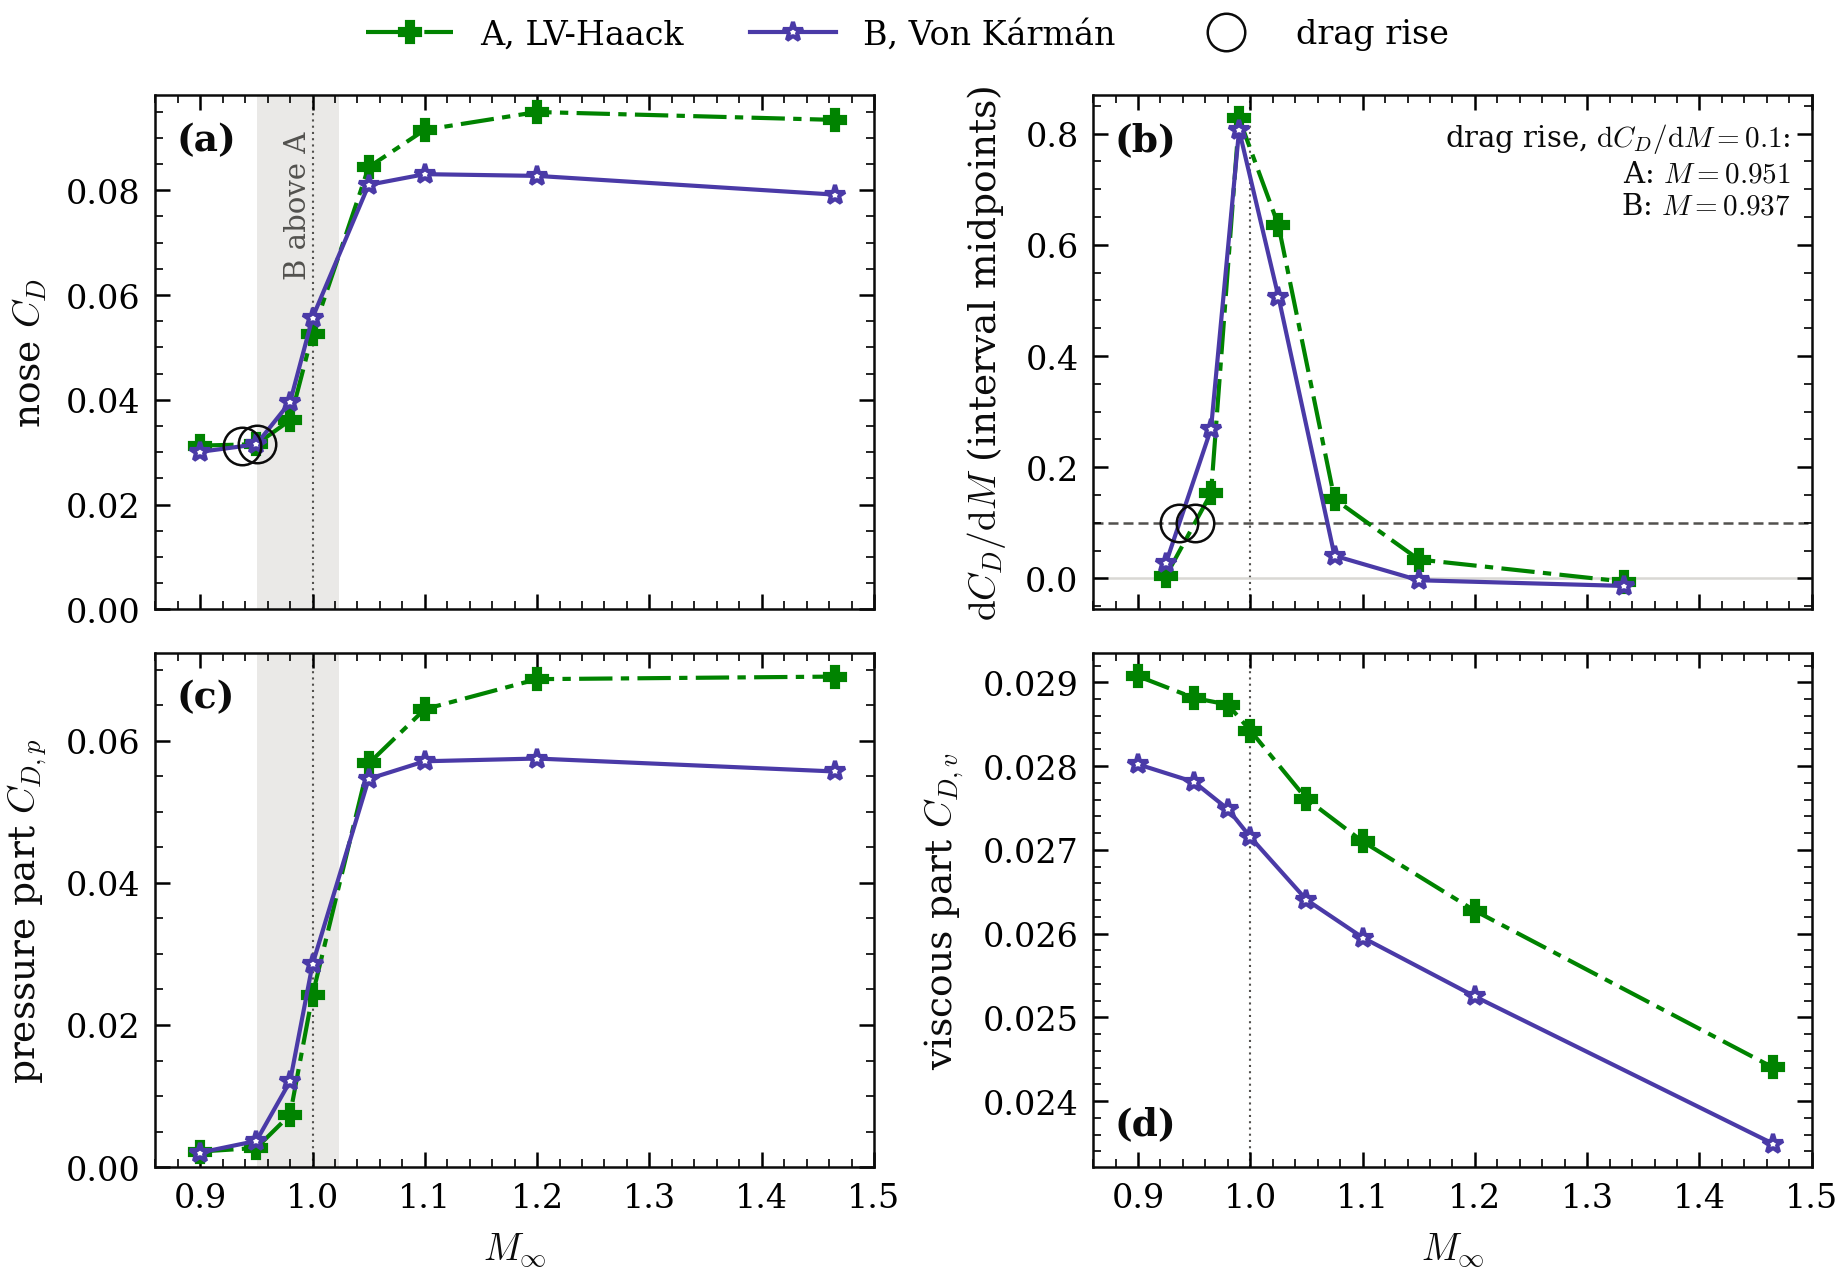 A, LV-Haack
B, Von Kármán
drag rise
(a)
B above A
nose C_D
0.08
0.06
0.04
0.02
0.00
(b)
drag rise, dC_D/dM = 0.1:
A: M = 0.951
B: M = 0.937
dC_D/dM (interval midpoints)
0.8
0.6
0.4
0.2
0.0
(c)
pressure part C_{D,p}
0.06
0.04
0.02
0.00
0.9 1.0 1.1 1.2 1.3 1.4 1.5
M_∞
(d)
viscous part C_{D,v}
0.029
0.028
0.027
0.026
0.025
0.024
0.9 1.0 1.1 1.2 1.3 1.4 1.5
M_∞